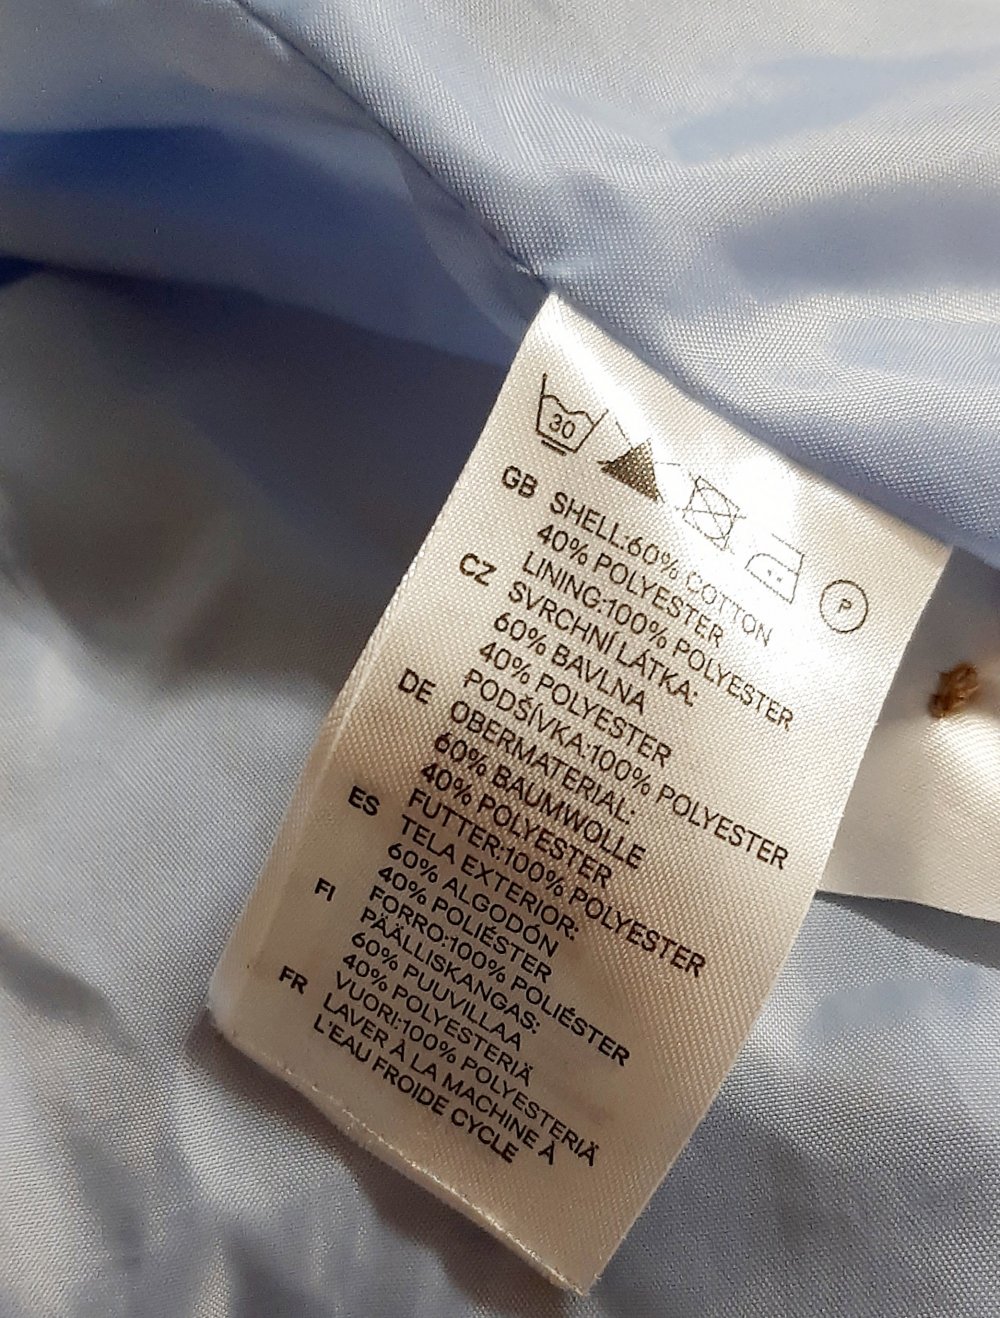 30
P
GB SHELL:60% COTTON
40% POLYESTER
LINING:100% POLYESTER
CZ SVRCHNÍ LÁTKA:
60% BAVLNA
40% POLYESTER
PODŠÍVKA:100% POLYESTER
DE OBERMATERIAL:
60% BAUMWOLLE
40% POLYESTER
FUTTER:100% POLYESTER
ES TELA EXTERIOR:
60% ALGODÓN
40% POLIÉSTER
FORRO:100% POLIÉSTER
FI PÄÄLLISKANGAS:
60% PUUVILLAA
40% POLYESTERIÄ
VUORI:100% POLYESTERIÄ
FR LAVER À LA MACHINE À
L'EAU FROIDE CYCLE